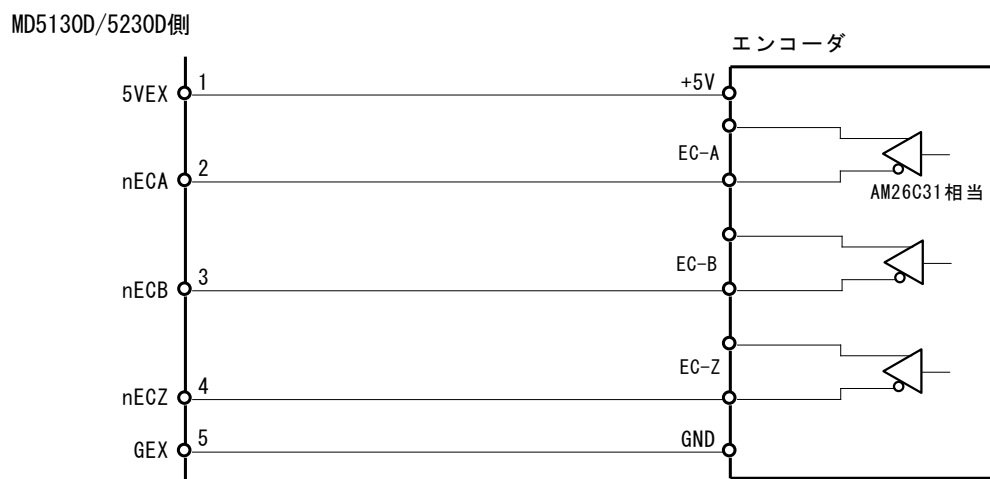 MD5130D/5230D側
エンコーダ
5VEX 1 +5V
EC-A
nECA 2
AM26C31相当
EC-B
nECB 3
EC-Z
nECZ 4
GEX 5 GND